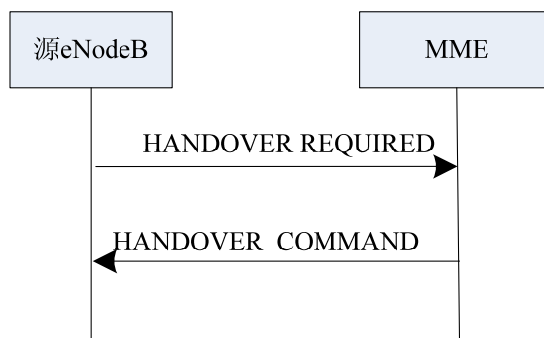 源eNodeB
MME
HANDOVER REQUIRED
HANDOVER COMMAND